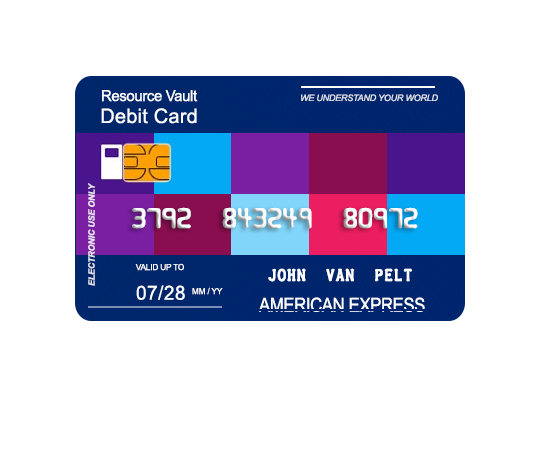 Resource Vault
Debit Card
WE UNDERSTAND YOUR WORLD
ELECTRONIC USE ONLY
3792 843249 80972
VALID UP TO
07/28 MM / YY
JOHN VAN PELT
AMERICAN EXPRESS